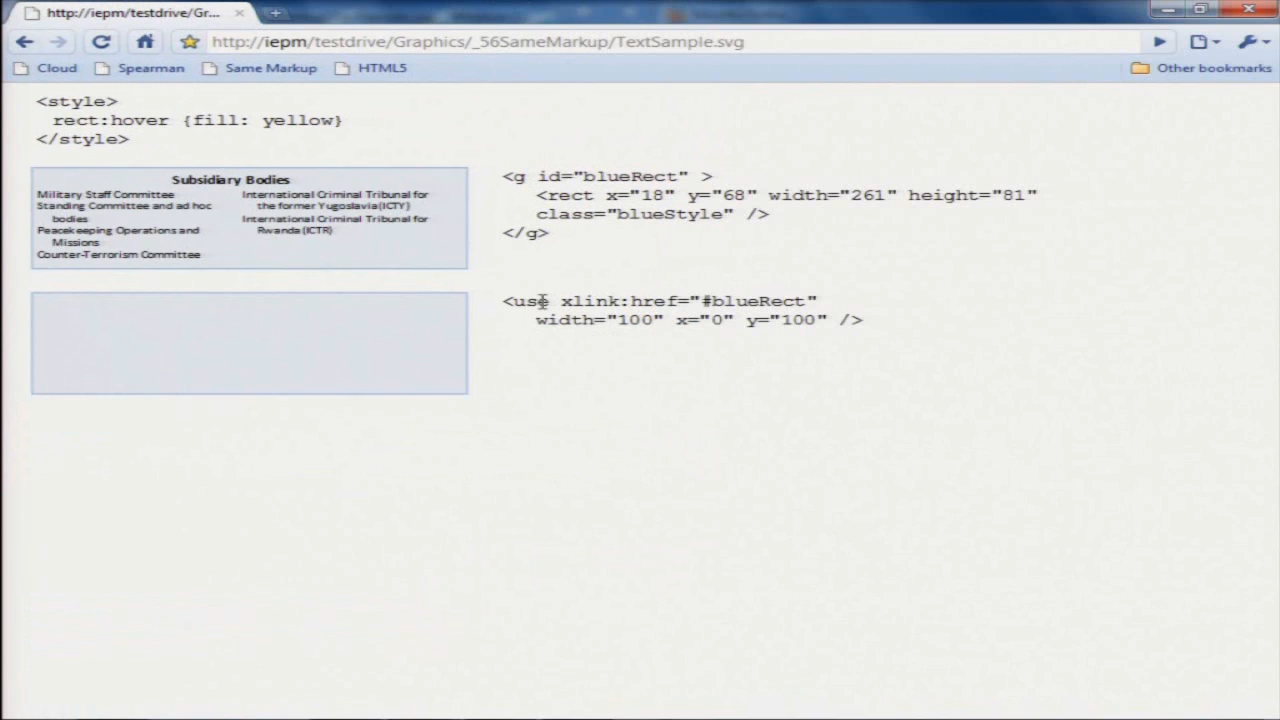 http://iepm/testdrive/Gr...
http://iepm/testdrive/Graphics/_56SameMarkup/TextSample.svg
Cloud Spearman Same Markup HTML5 Other bookmarks
<style>
rect:hover {fill: yellow}
</style>
Subsidiary Bodies
Military Staff Committee
Standing Committee and ad hoc
bodies
Peacekeeping Operations and
Missions
Counter-Terrorism Committee
International Criminal Tribunal for
the former Yugoslavia (ICTY)
International Criminal Tribunal for
Rwanda (ICTR)
<g id="blueRect" >
<rect x="18" y="68" width="261" height="81"
class="blueStyle" />
</g>
<use xlink:href="#blueRect"
width="100" x="0" y="100" />